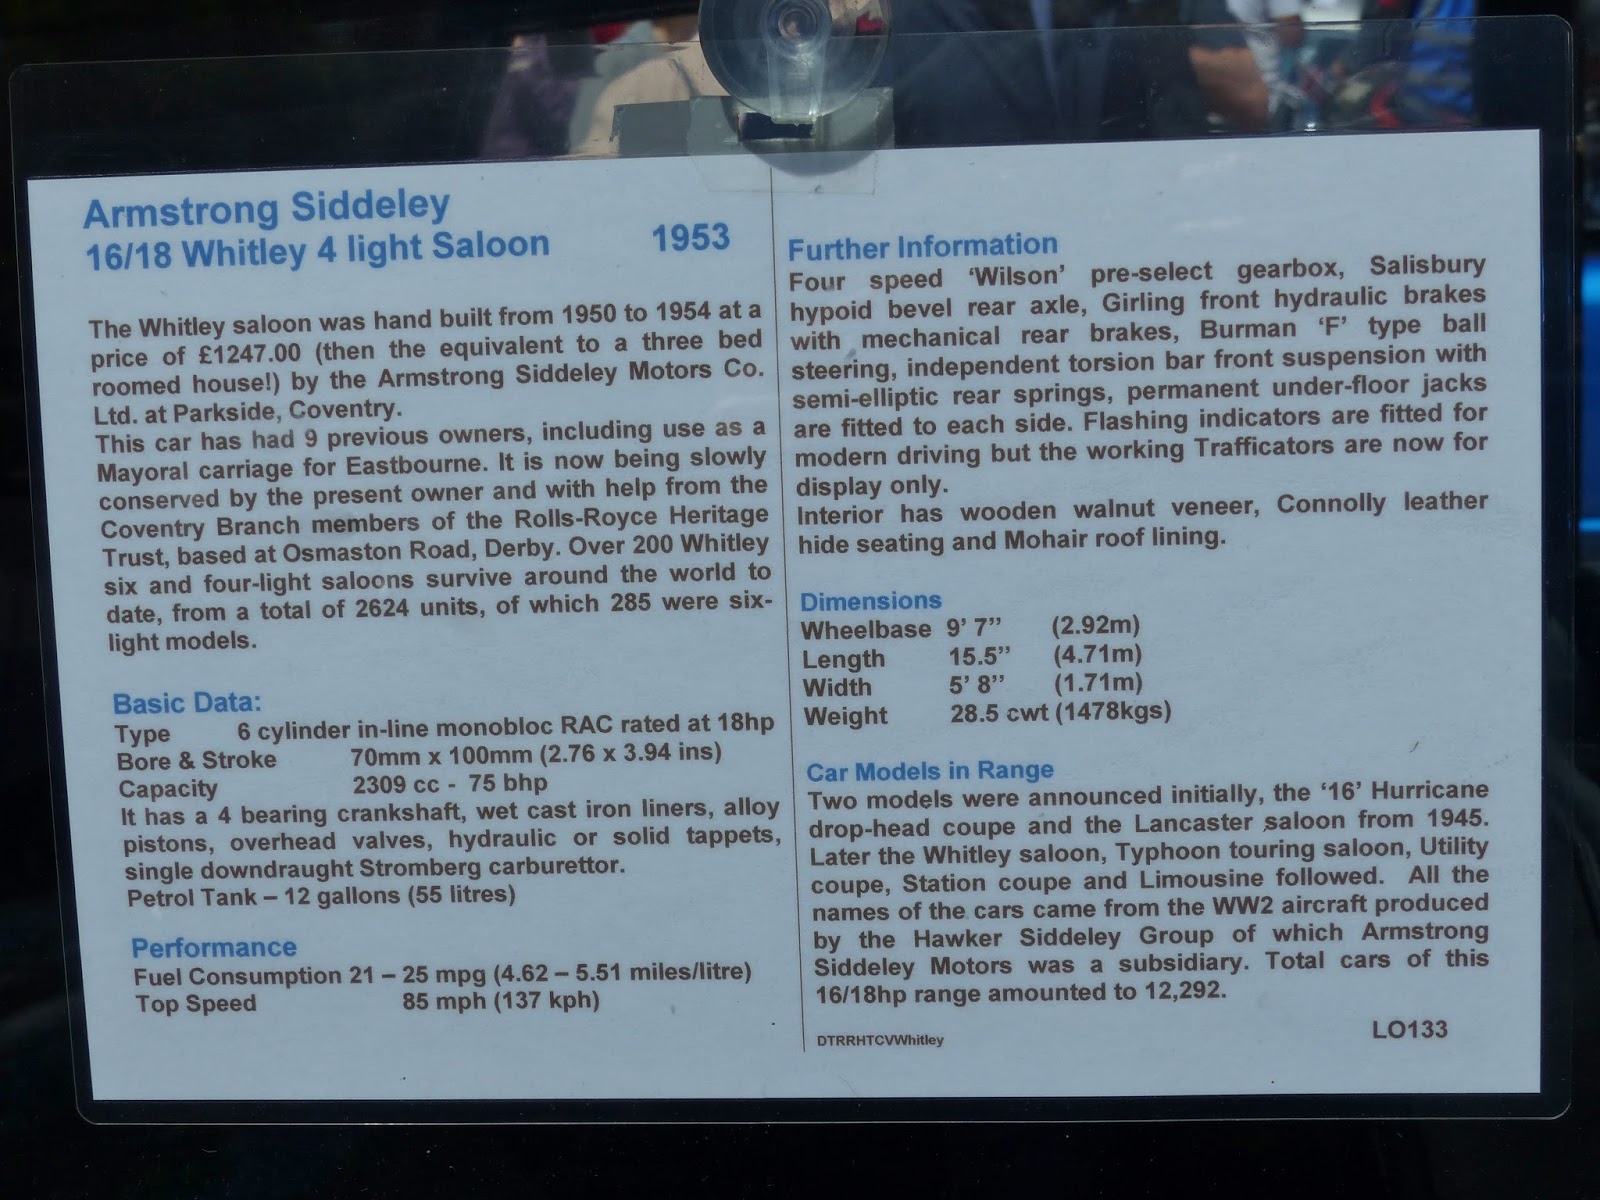 Armstrong Siddeley
16/18 Whitley 4 light Saloon 1953
The Whitley saloon was hand built from 1950 to 1954 at a
price of £1247.00 (then the equivalent to a three bed
roomed house!) by the Armstrong Siddeley Motors Co.
Ltd. at Parkside, Coventry.
This car has had 9 previous owners, including use as a
Mayoral carriage for Eastbourne. It is now being slowly
conserved by the present owner and with help from the
Coventry Branch members of the Rolls-Royce Heritage
Trust, based at Osmaston Road, Derby. Over 200 Whitley
six and four-light saloons survive around the world to
date, from a total of 2624 units, of which 285 were six-
light models.
Basic Data:
Type 6 cylinder in-line monobloc RAC rated at 18hp
Bore & Stroke 70mm x 100mm (2.76 x 3.94 ins)
Capacity 2309 cc - 75 bhp
It has a 4 bearing crankshaft, wet cast iron liners, alloy
pistons, overhead valves, hydraulic or solid tappets,
single downdraught Stromberg carburettor.
Petrol Tank – 12 gallons (55 litres)
Performance
Fuel Consumption 21 – 25 mpg (4.62 – 5.51 miles/litre)
Top Speed 85 mph (137 kph)
Further Information
Four speed ‘Wilson’ pre-select gearbox, Salisbury
hypoid bevel rear axle, Girling front hydraulic brakes
with mechanical rear brakes, Burman ‘F’ type ball
steering, independent torsion bar front suspension with
semi-elliptic rear springs, permanent under-floor jacks
are fitted to each side. Flashing indicators are fitted for
modern driving but the working Trafficators are now for
display only.
Interior has wooden walnut veneer, Connolly leather
hide seating and Mohair roof lining.
Dimensions
Wheelbase 9’ 7” (2.92m)
Length 15.5” (4.71m)
Width 5’ 8” (1.71m)
Weight 28.5 cwt (1478kgs)
Car Models in Range
Two models were announced initially, the ‘16’ Hurricane
drop-head coupe and the Lancaster saloon from 1945.
Later the Whitley saloon, Typhoon touring saloon, Utility
coupe, Station coupe and Limousine followed. All the
names of the cars came from the WW2 aircraft produced
by the Hawker Siddeley Group of which Armstrong
Siddeley Motors was a subsidiary. Total cars of this
16/18hp range amounted to 12,292.
LO133
DTRRHTCVWhitley